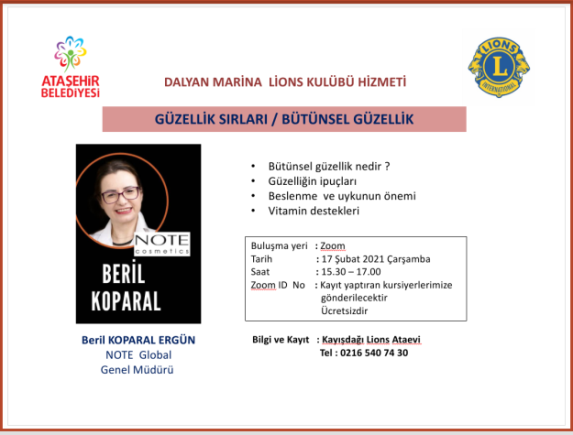 ATAŞEHİR
BELEDİYESİ
LIONS
L
INTERNATIONAL
DALYAN MARİNA LİONS KULÜBÜ HİZMETİ
GÜZELLİK SIRLARI / BÜTÜNSEL GÜZELLİK
NOTE
cosmetics
BERİL
KOPARAL
• Bütünsel güzellik nedir ?
• Güzelliğin ipuçları
• Beslenme ve uykunun önemi
• Vitamin destekleri
Buluşma yeri : Zoom
Tarih : 17 Şubat 2021 Çarşamba
Saat : 15.30 – 17.00
Zoom ID No : Kayıt yaptıran kursiyerlerimize
gönderilecektir
Ücretsizdir
Beril KOPARAL ERGÜN
NOTE Global
Genel Müdürü
Bilgi ve Kayıt : Kayışdağı Lions Ataevi
Tel : 0216 540 74 30